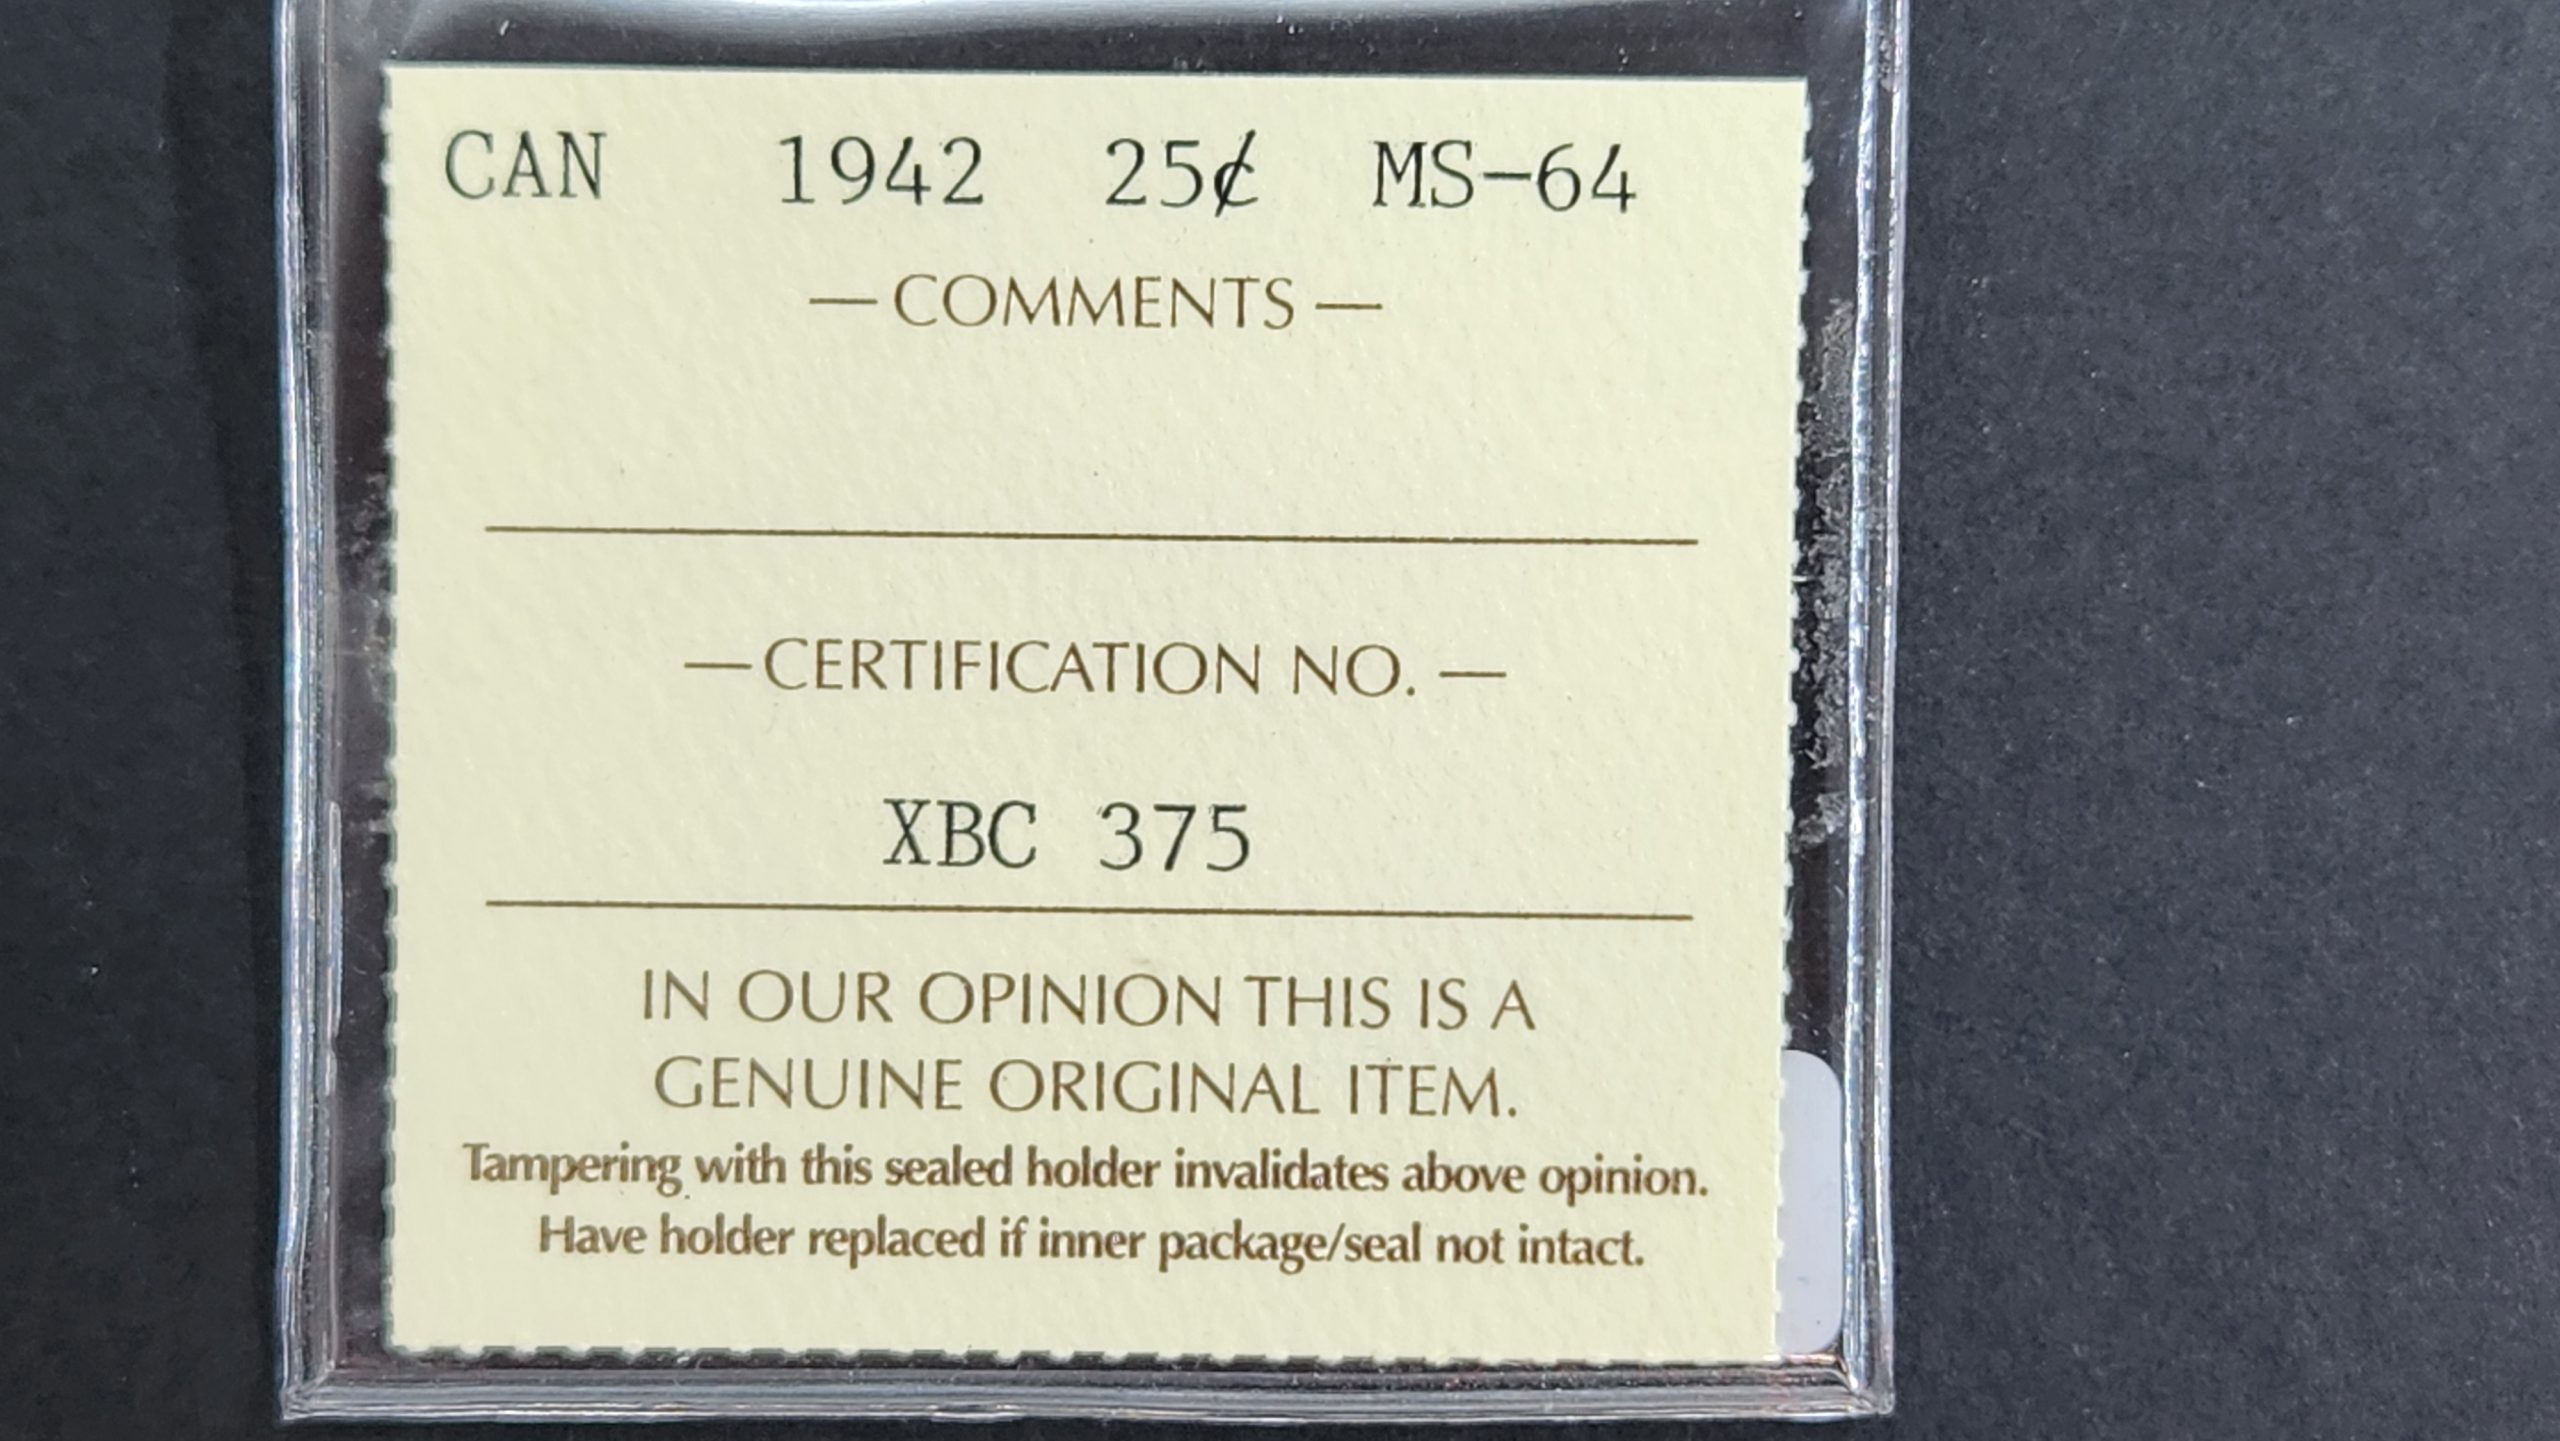 CAN 1942 25¢ MS-64
— COMMENTS —
— CERTIFICATION NO. —
XBC 375
IN OUR OPINION THIS IS A
GENUINE ORIGINAL ITEM.
Tampering with this sealed holder invalidates above opinion.
Have holder replaced if inner package/seal not intact.